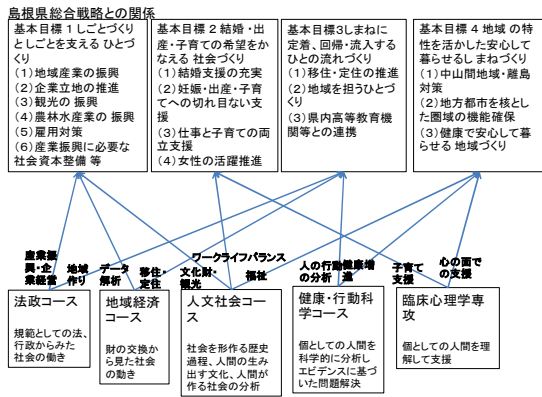 島根県総合戦略との関係
基本目標 1 しごとづくり
としごとを支える ひとづ
くり
(1)地域産業の振興
(2)企業立地の推進
(3)観光の 振興
(4)農林水産業の 振興
(5)雇用対策
(6)産業振興に必要な
社会資本整備 等
基本目標 2 結婚・出
産・子育ての希望をか
なえる 社会づくり
(1)結婚支援の充実
(2)妊娠・出産・子育
てへの切れ目ない支
援
(3)仕事と子育ての両
立支援
(4)女性の活躍推進
基本目標3しまねに
定着、回帰・流入する
ひとの流れづくり
(1)移住・定住の推進
(2)地域を担うひとづ
くり
(3)県内高等教育機
関等との連携
基本目標 4 地域 の特
性を活かした安心して
暮らせるし まねづくり
(1)中山間地域・離島
対策
(2)地方都市を核とし
た圏域の機能確保
(3)健康で安心して暮
らせる 地域づくり
産業振
興・企
業経営
地域
作り
データ
解析
移住・
定住
ワークライフバランス
文化財・
観光
福祉
人の行動
の分析
健康増
進
子育て
支援
心の面で
の支援
法政コース
規範としての法、
行政からみた
社会の働き
地域経済
コース
財の交換か
ら見た社会
の動き
人文社会コー
ス
社会を形作る歴史
過程、人間の生み
出す文化、人間が
作る社会の分析
健康・行動科
学コース
個としての人間を
科学的に分析し
エビデンスに基づ
いた問題解決
臨床心理学専
攻
個としての人間を理
解して支援